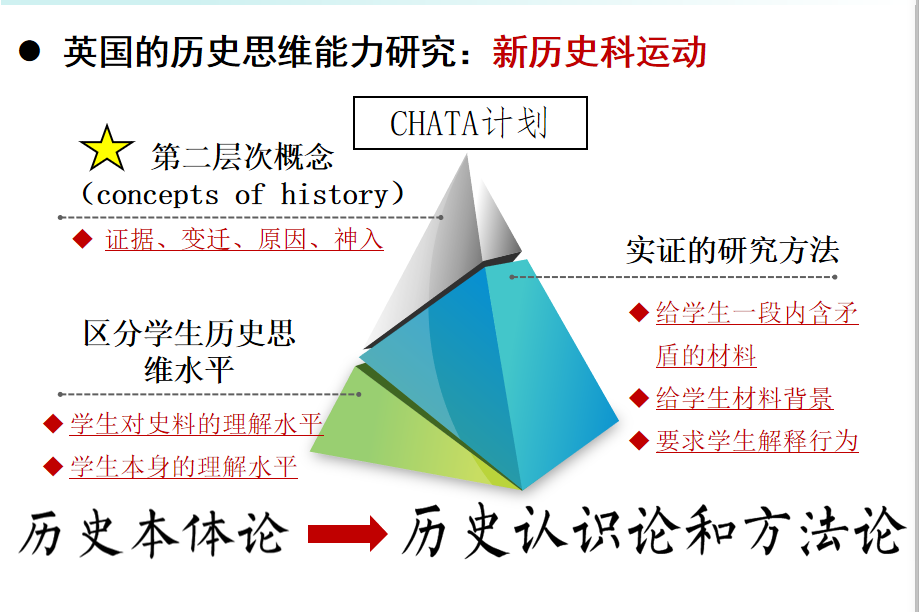 ● 英国的历史思维能力研究：新历史科运动
CHATA计划
第二层次概念
（concepts of history）
◆ 证据、变迁、原因、神入
实证的研究方法
◆ 给学生一段内含矛
盾的材料
◆ 给学生材料背景
◆ 要求学生解释行为
区分学生历史思
维水平
◆ 学生对史料的理解水平
◆ 学生本身的理解水平
历史本体论
历史认识论和方法论